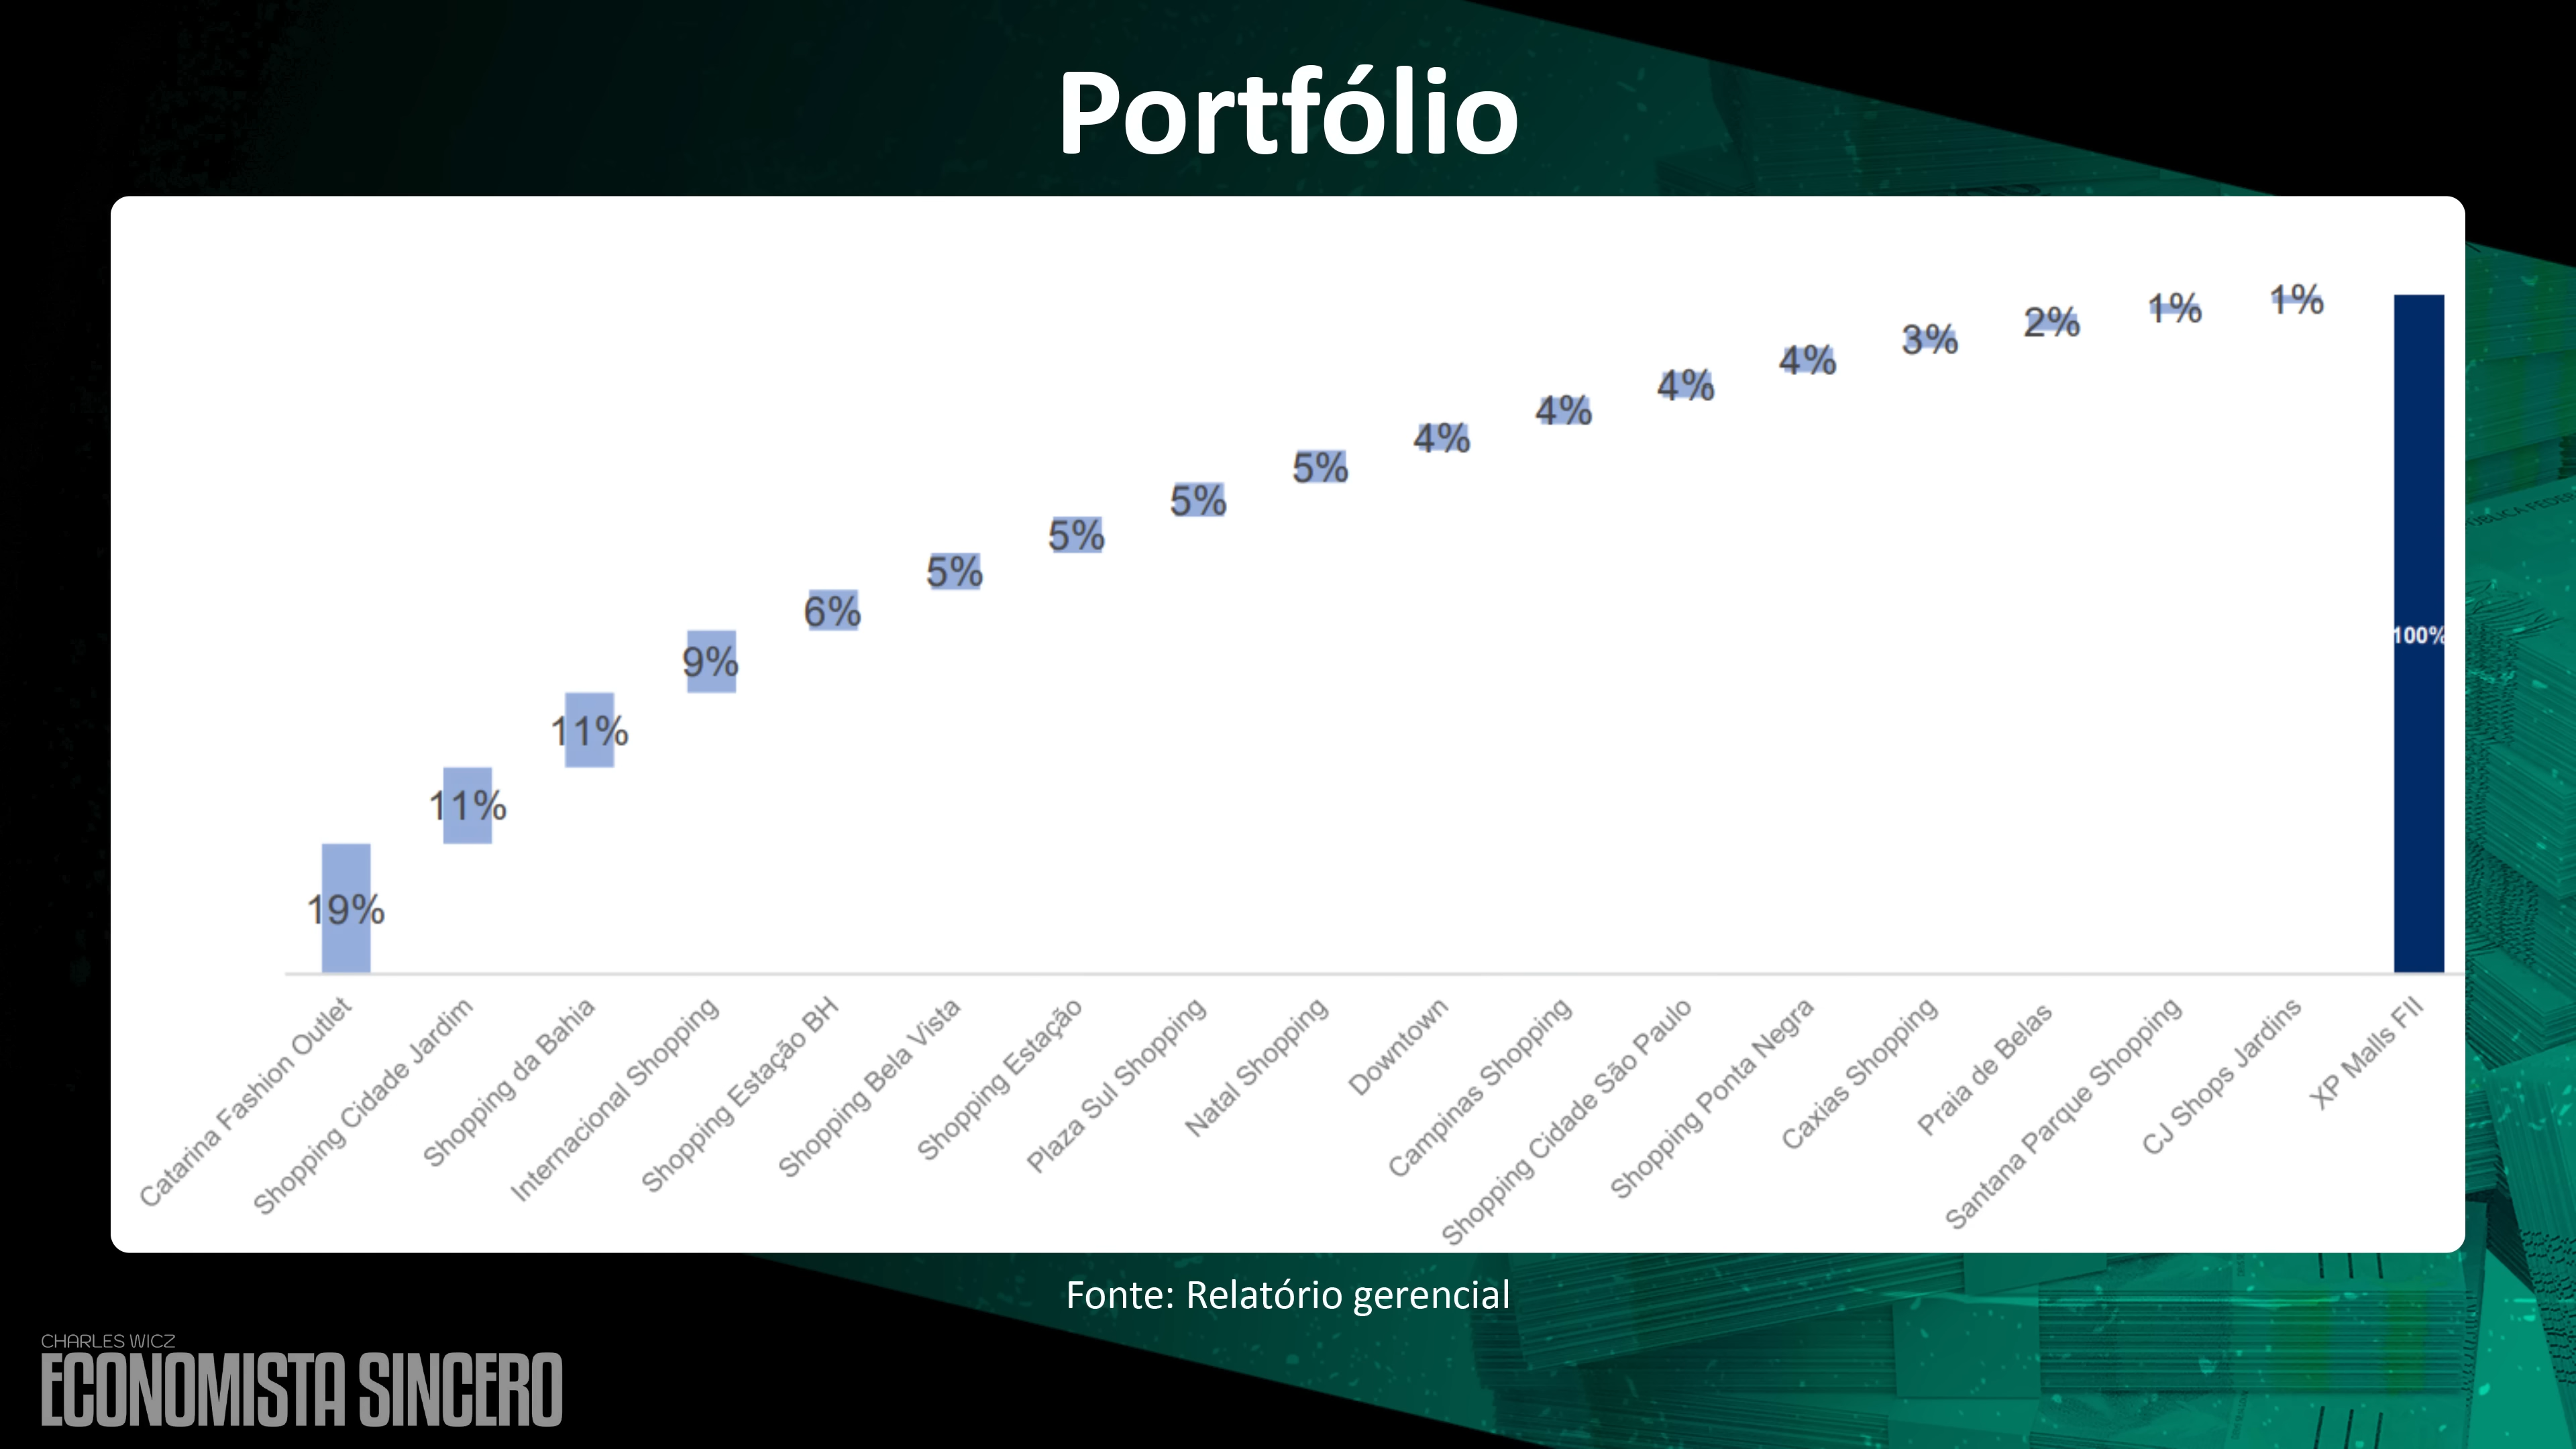 Portfólio
19%
11%
11%
9%
6%
5%
5%
5%
5%
4%
4%
4%
4%
3%
2%
1%
1%
100%
Catarina Fashion Outlet
Shopping Cidade Jardim
Shopping da Bahia
Internacional Shopping
Shopping Estação BH
Shopping Bela Vista
Shopping Estação
Plaza Sul Shopping
Natal Shopping
Downtown
Campinas Shopping
Shopping Cidade São Paulo
Shopping Ponta Negra
Caxias Shopping
Praia de Belas
Santana Parque Shopping
CJ Shops Jardins
XP Malls FII
Fonte: Relatório gerencial
CHARLES WICZ
ECONOMISTA SINCERO